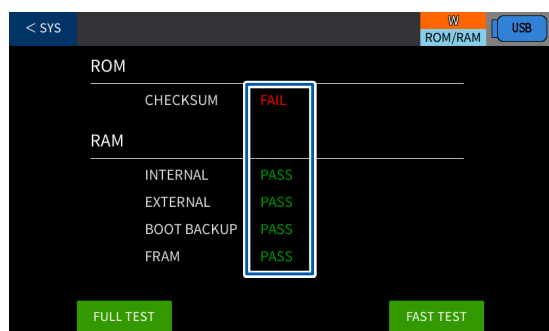 < SYS
W
ROM/RAM
USB
ROM
CHECKSUM FAIL
RAM
INTERNAL PASS
EXTERNAL PASS
BOOT BACKUP PASS
FRAM PASS
FULL TEST FAST TEST